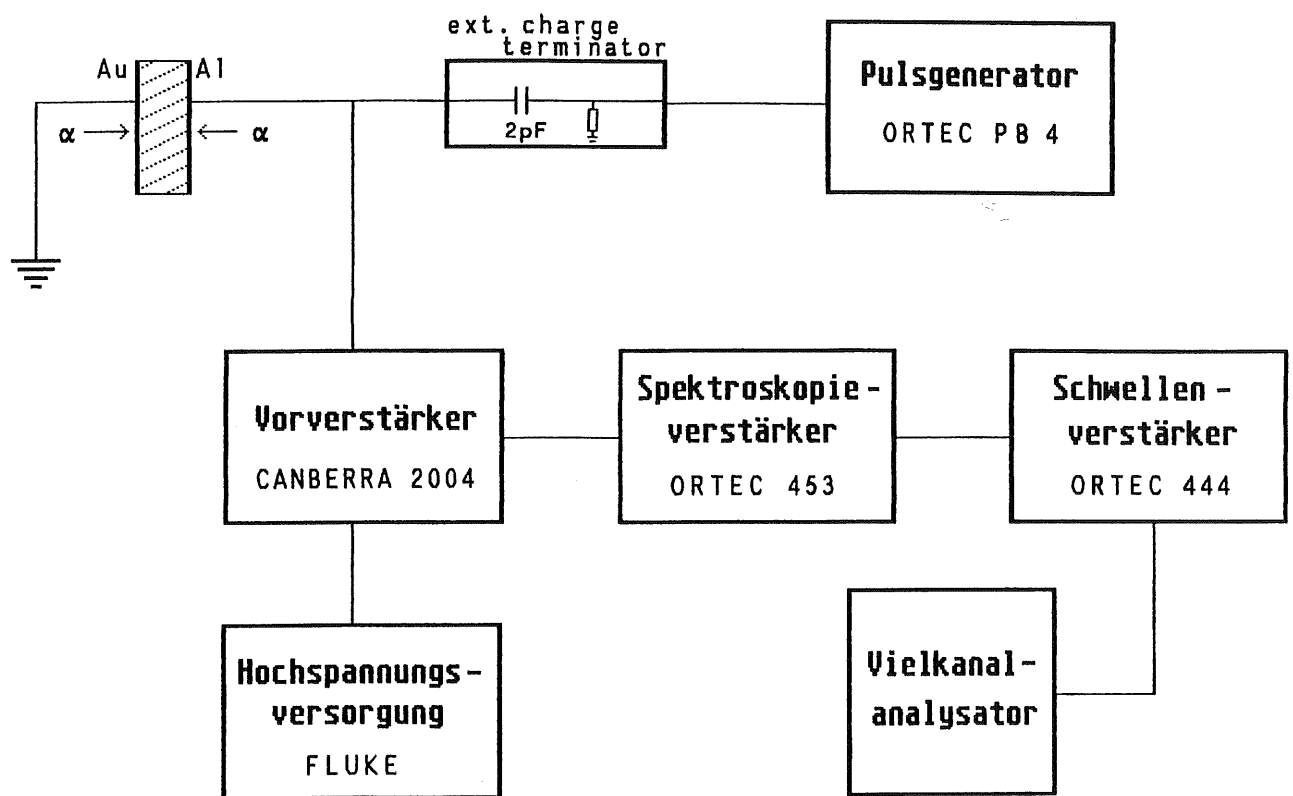 ext. charge
terminator
Au
Al
α
α
2pF
Pulsgenerator
ORTEC PB 4
Vorverstärker
CANBERRA 2004
Spektroskopie-
verstärker
ORTEC 453
Schwellen-
verstärker
ORTEC 444
Hochspannungs-
versorgung
FLUKE
Vielkanal-
analysator